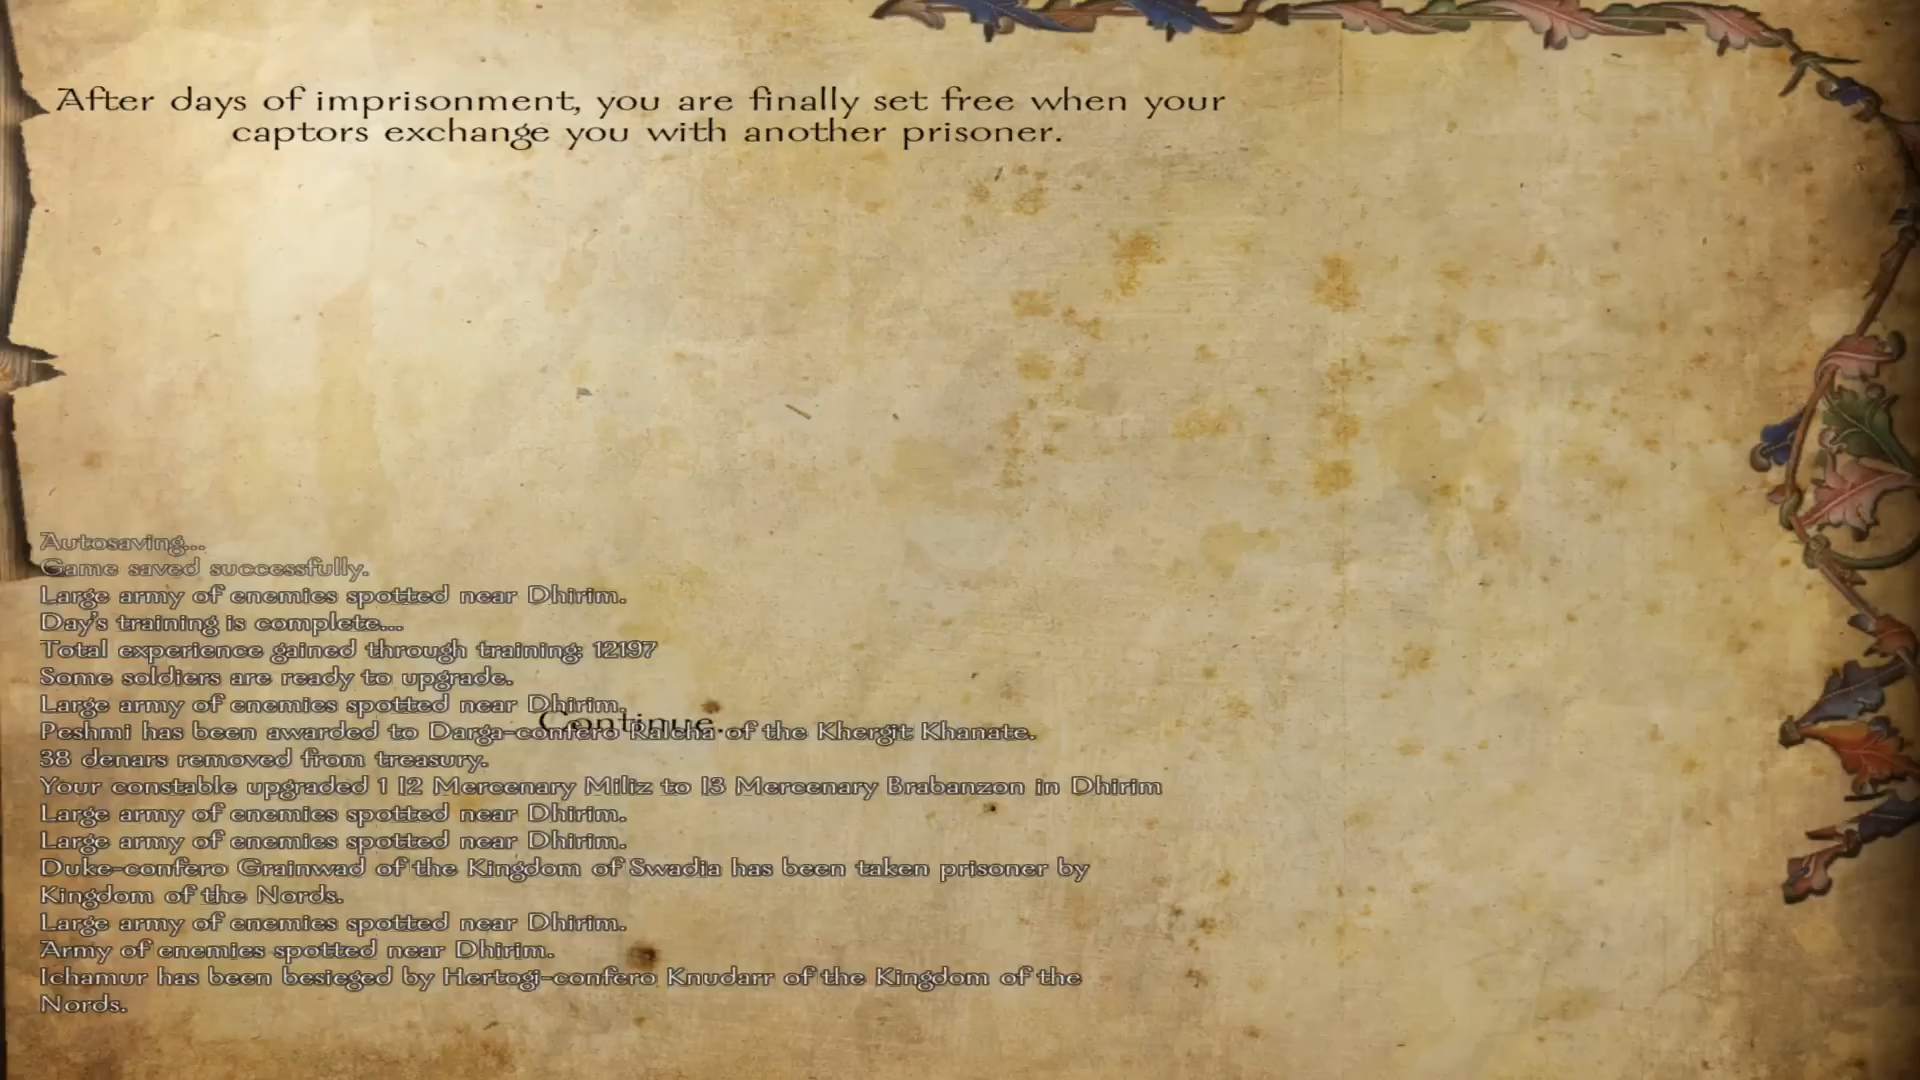 After days of imprisonment, you are finally set free when your
captors exchange you with another prisoner.
Autosaving...
Game saved successfully.
Large army of enemies spotted near Dhirim.
Day's training is complete...
Total experience gained through training: 12197
Some soldiers are ready to upgrade.
Large army of enemies spotted near Dhirim.
Continue...
Peshmi has been awarded to Darga-confero Ralcha of the Khergit Khanate.
38 denars removed from treasury.
Your constable upgraded 1 I2 Mercenary Miliz to I3 Mercenary Brabanzon in Dhirim
Large army of enemies spotted near Dhirim.
Large army of enemies spotted near Dhirim.
Duke-confero Grainwad of the Kingdom of Swadia has been taken prisoner by
Kingdom of the Nords.
Large army of enemies spotted near Dhirim.
Army of enemies spotted near Dhirim.
Ichamur has been besieged by Hertogi-confero Knudarr of the Kingdom of the
Nords.